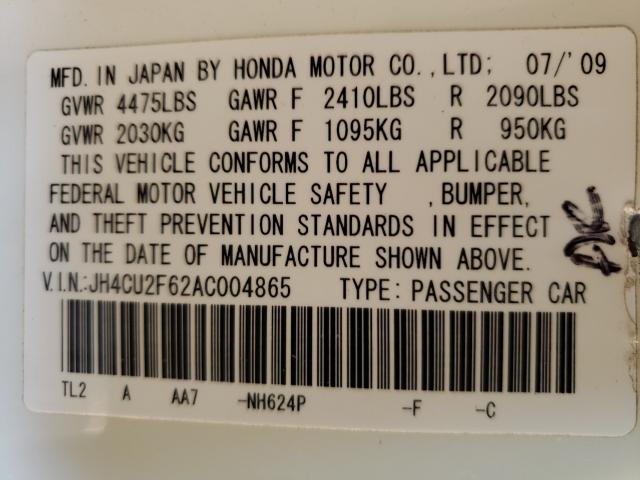 MFD. IN JAPAN BY HONDA MOTOR CO., LTD; 07/'09
GVWR 4475LBS GAWR F 2410LBS R 2090LBS
GVWR 2030KG GAWR F 1095KG R 950KG
THIS VEHICLE CONFORMS TO ALL APPLICABLE
FEDERAL MOTOR VEHICLE SAFETY , BUMPER,
AND THEFT PREVENTION STANDARDS IN EFFECT
ON THE DATE OF MANUFACTURE SHOWN ABOVE.
V.I.N.:JH4CU2F62AC004865 TYPE: PASSENGER CAR
TL2 A AA7 -NH624P -F -C